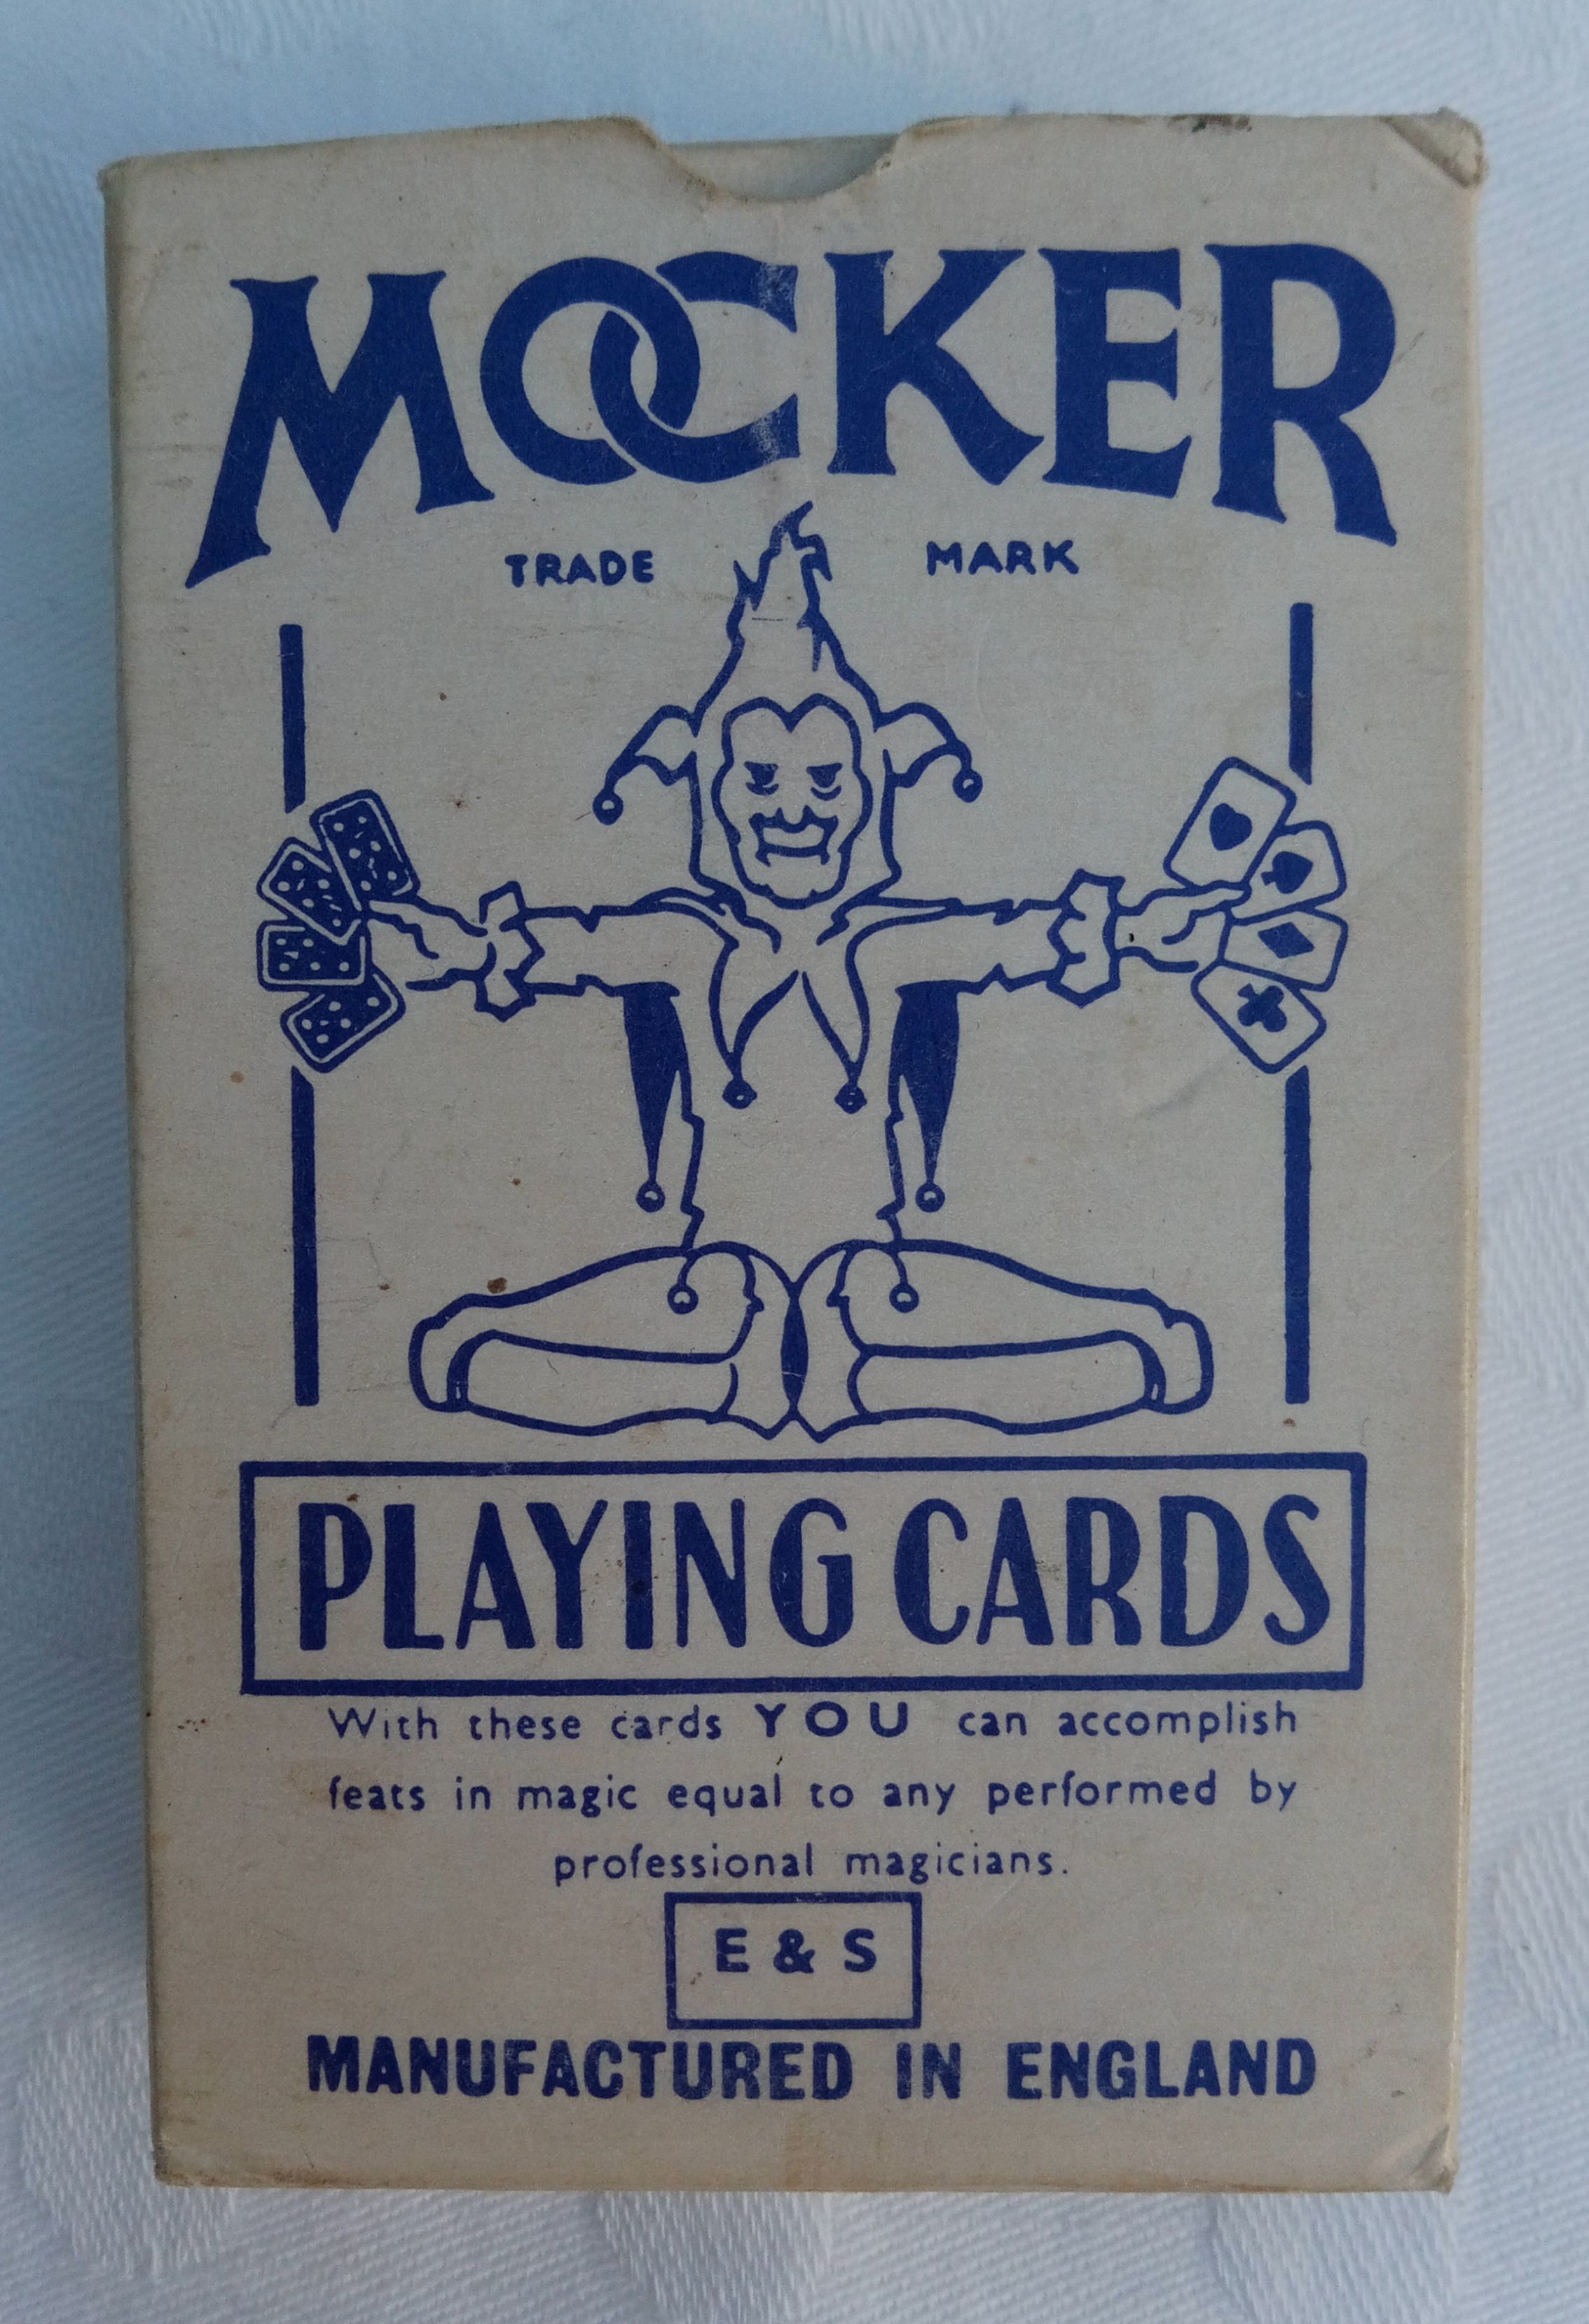 MOCKER
TRADE MARK
PLAYING CARDS
With these cards YOU can accomplish
feats in magic equal to any performed by
professional magicians.
E & S
MANUFACTURED IN ENGLAND